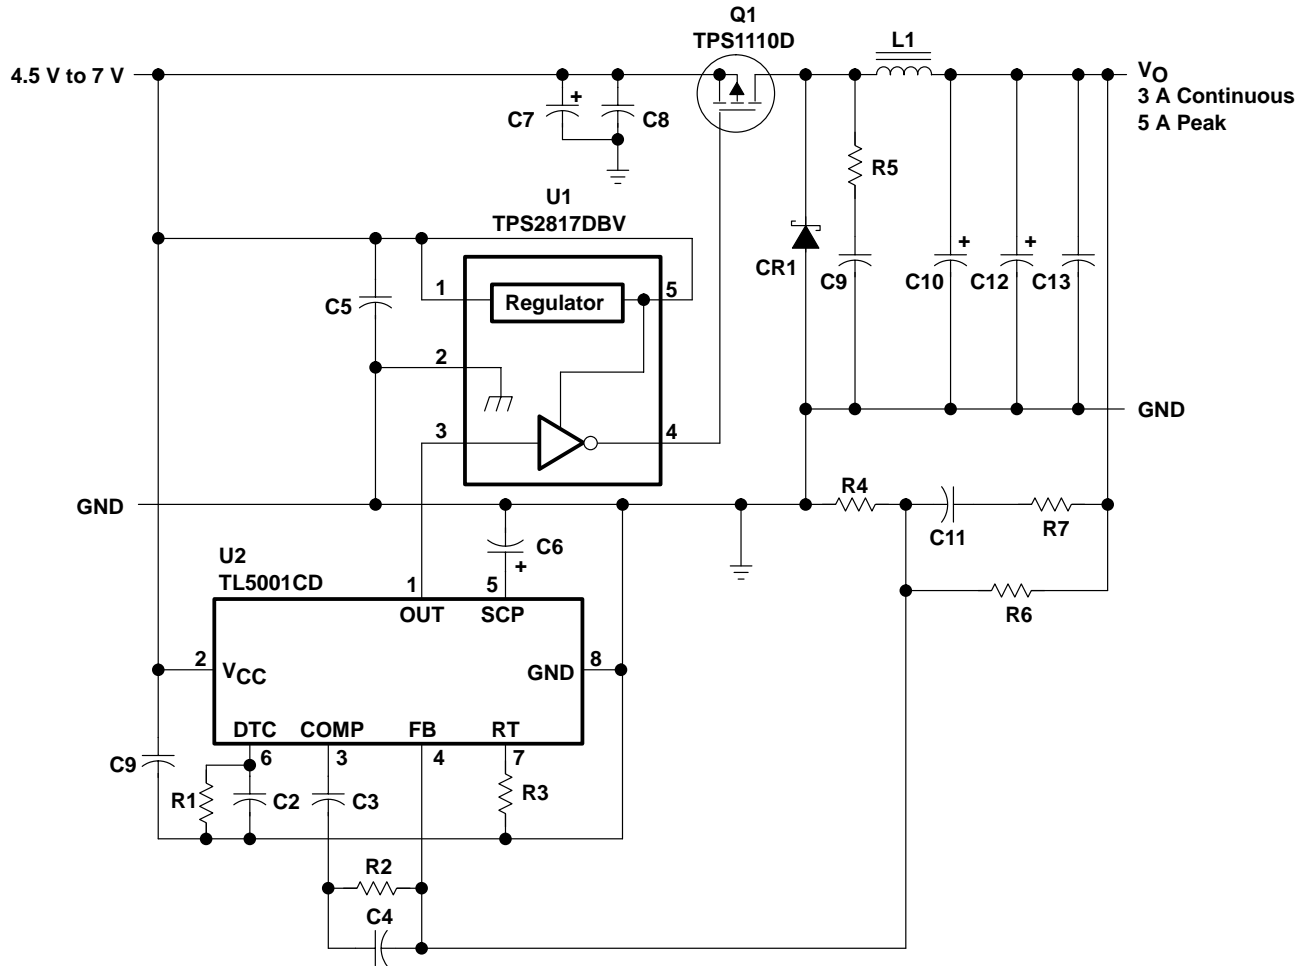 Q1
TPS1110D
L1
4.5 V to 7 V
VO
3 A Continuous
5 A Peak
C7
+
C8
R5
U1
TPS2817DBV
CR1
C9
C10
+
C12
+
C13
C5
1
Regulator
5
2
3
4
GND
GND
R4
C11
R7
R6
C6
+
U2
TL5001CD
1
5
OUT
SCP
2
VCC
GND
8
DTC
COMP
FB
RT
6
3
4
7
C9
R1
C2
C3
R3
R2
C4